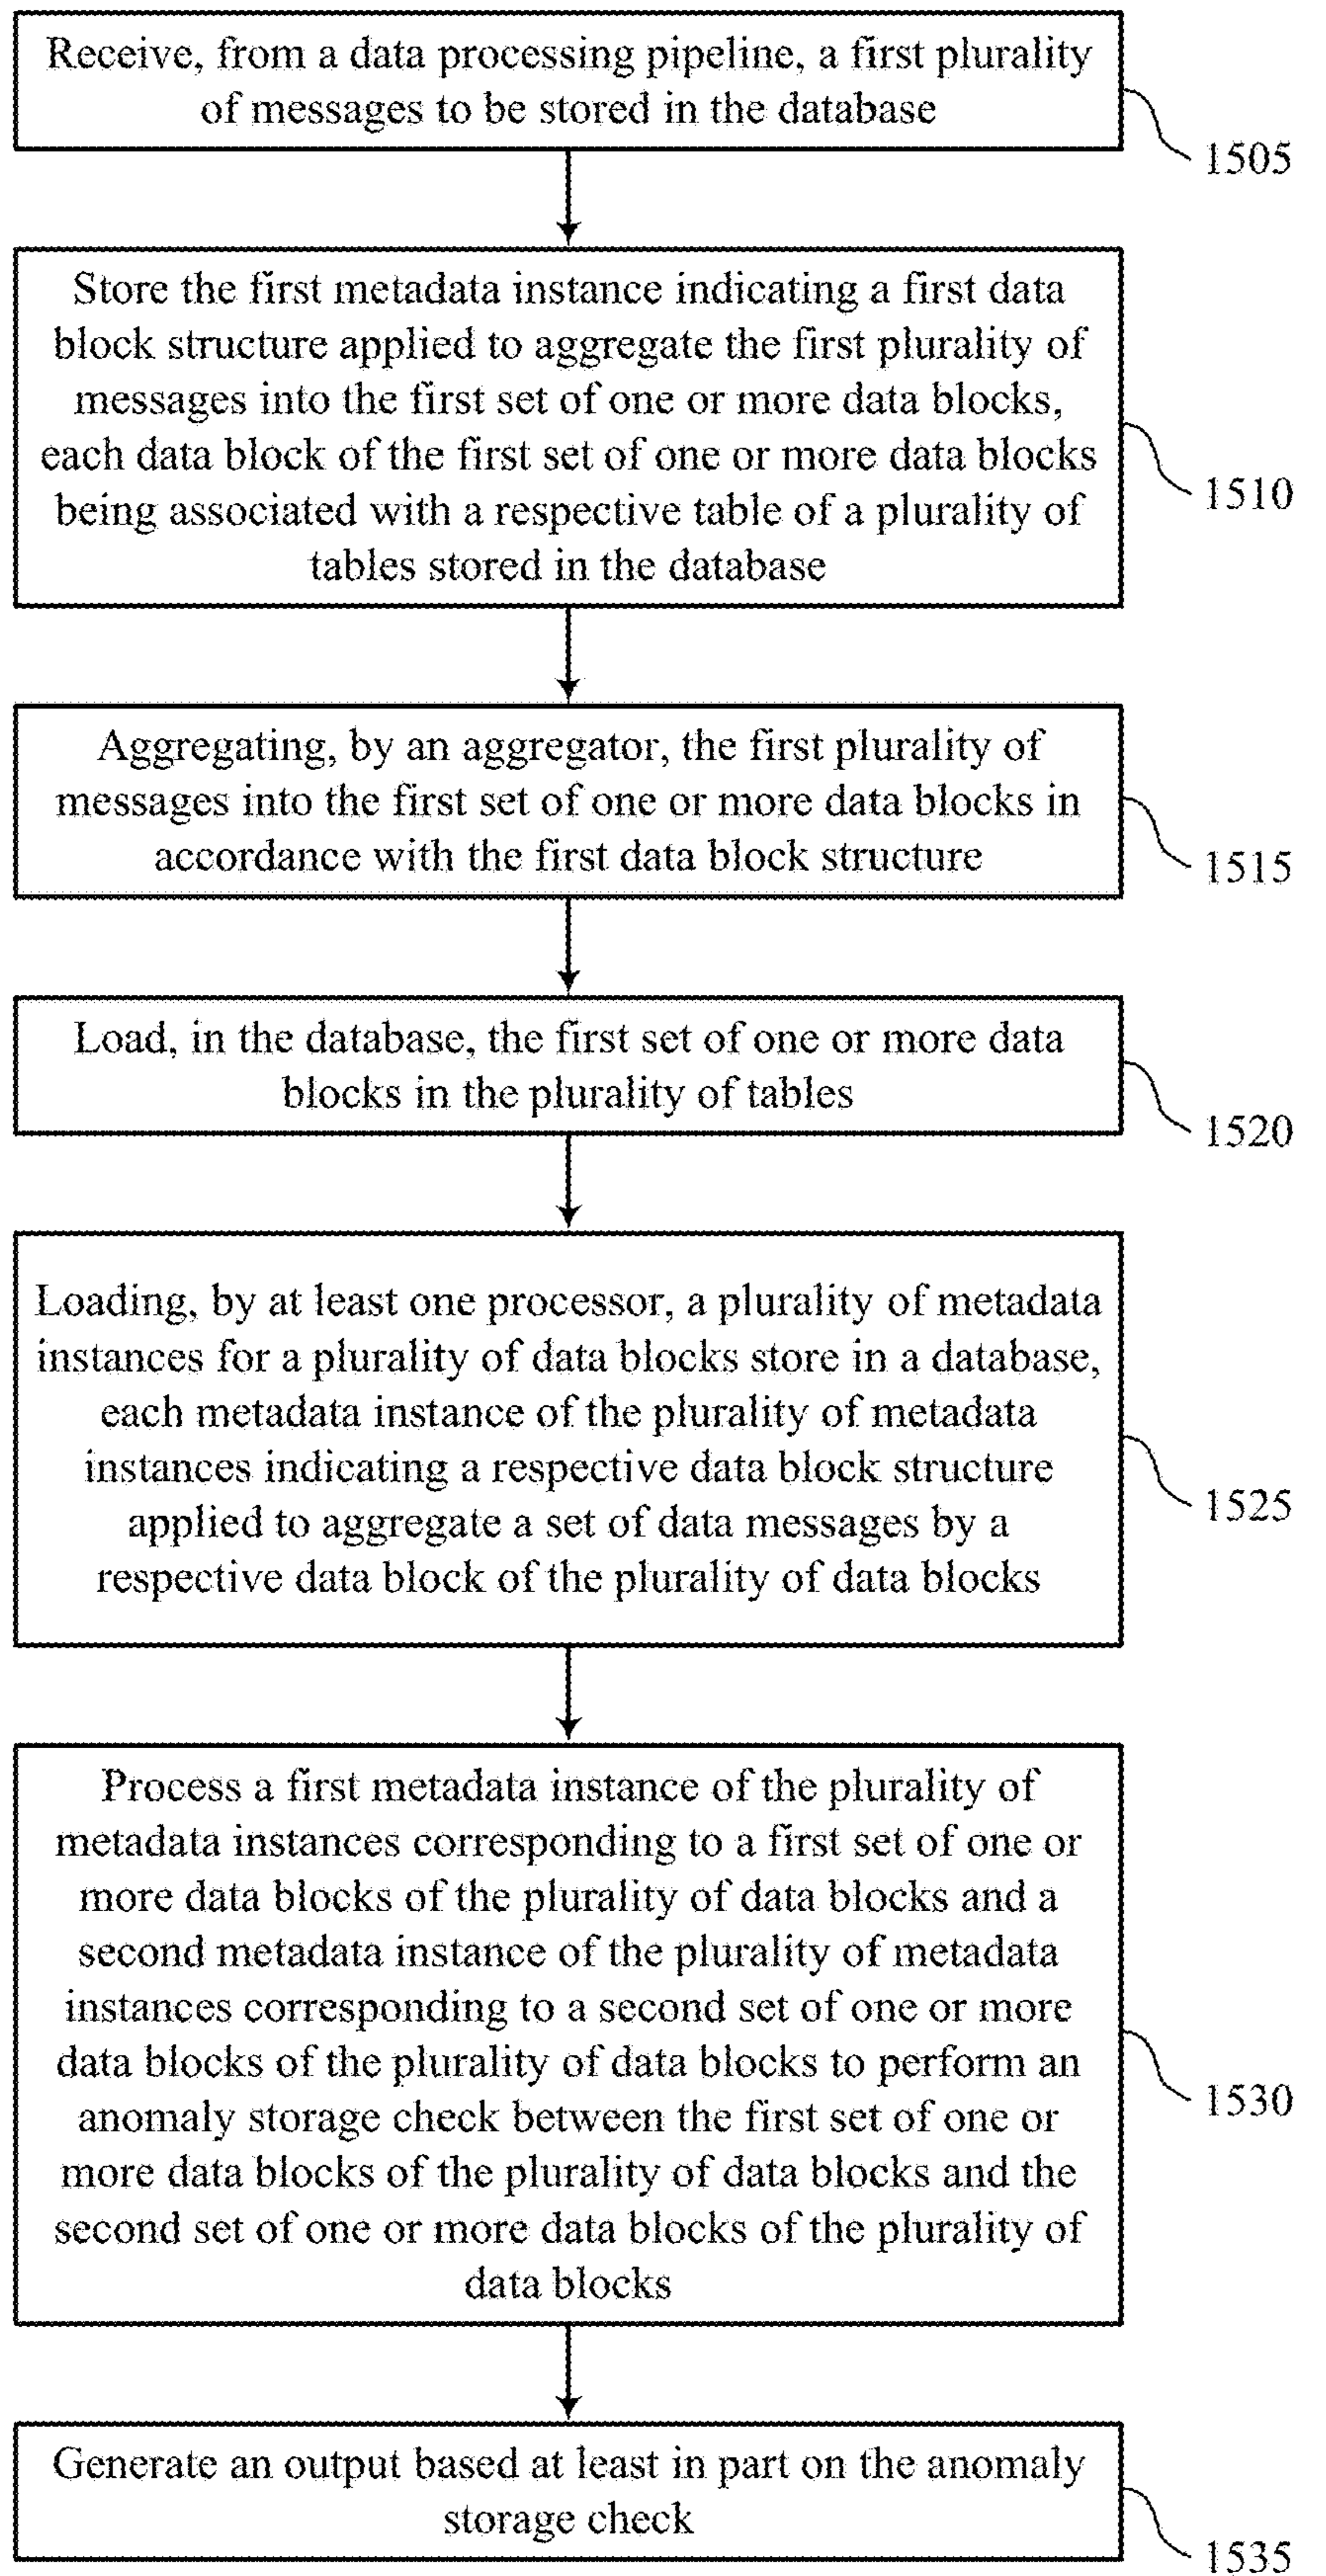 Receive, from a data processing pipeline, a first plurality
of messages to be stored in the database
1505
Store the first metadata instance indicating a first data
block structure applied to aggregate the first plurality of
messages into the first set of one or more data blocks,
each data block of the first set of one or more data blocks
being associated with a respective table of a plurality of
tables stored in the database
1510
Aggregating, by an aggregator, the first plurality of
messages into the first set of one or more data blocks in
accordance with the first data block structure
1515
Load, in the database, the first set of one or more data
blocks in the plurality of tables
1520
Loading, by at least one processor, a plurality of metadata
instances for a plurality of data blocks store in a database,
each metadata instance of the plurality of metadata
instances indicating a respective data block structure
applied to aggregate a set of data messages by a
respective data block of the plurality of data blocks
1525
Process a first metadata instance of the plurality of
metadata instances corresponding to a first set of one or
more data blocks of the plurality of data blocks and a
second metadata instance of the plurality of metadata
instances corresponding to a second set of one or more
data blocks of the plurality of data blocks to perform an
anomaly storage check between the first set of one or
more data blocks of the plurality of data blocks and the
second set of one or more data blocks of the plurality of
data blocks
1530
Generate an output based at least in part on the anomaly
storage check
1535